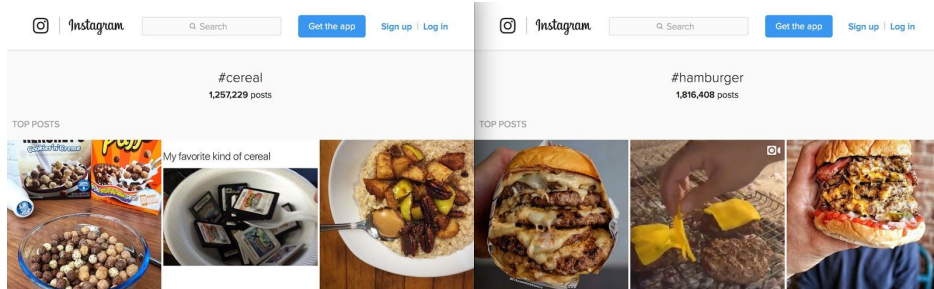 Instagram
Search
Get the app
Sign up | Log in
#cereal
1,257,229 posts
TOP POSTS
HERSHEY'S
Cookies 'n' Creme
Puffs
My favorite kind of cereal
Instagram
Search
Get the app
Sign up | Log in
#hamburger
1,816,408 posts
TOP POSTS